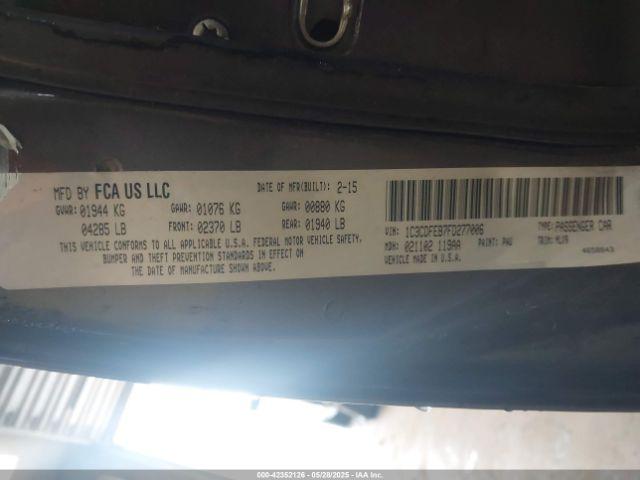 MFD BY FCA US LLC DATE OF MFR(BUILT): 2-15
GVWR: 01944 KG GAWR: 01076 KG GAWR: 00880 KG
04285 LB FRONT: 02370 LB REAR: 01940 LB
THIS VEHICLE CONFORMS TO ALL APPLICABLE U.S.A. FEDERAL MOTOR VEHICLE SAFETY,
BUMPER AND THEFT PREVENTION STANDARDS IN EFFECT ON
THE DATE OF MANUFACTURE SHOWN ABOVE.
VIN: 1C3CDFEB7FD277006 TYPE: PASSENGER CAR
MDH: 021102 119AA PAINT: PAU TRIM: MLV9
VEHICLE MADE IN U.S.A.
000-42352126 - 05/28/2025 - IAA Inc.